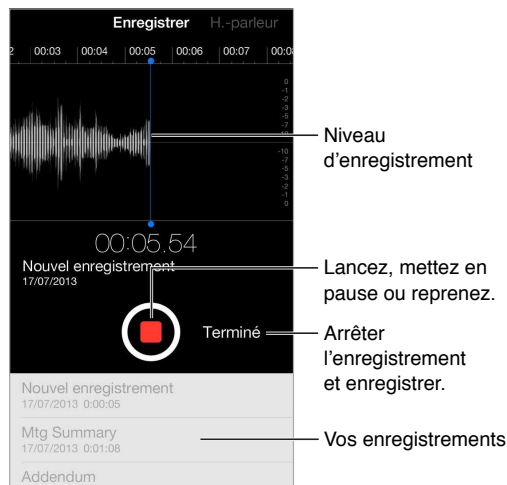 Enregistrer H.-parleur
2 00:03 00:04 00:05 00:06 00:07 00:08
0
-1
-2
-3
-5
-7
-10
-10
-7
-5
-3
-2
-1
0
Niveau
d’enregistrement
00:05.54
Nouvel enregistrement
17/07/2013
Lancez, mettez en
pause ou reprenez.
Terminé
Arrêter
l’enregistrement
et enregistrer.
Nouvel enregistrement
17/07/2013 0:00:05
Mtg Summary
17/07/2013 0:01:08
Vos enregistrements
Addendum